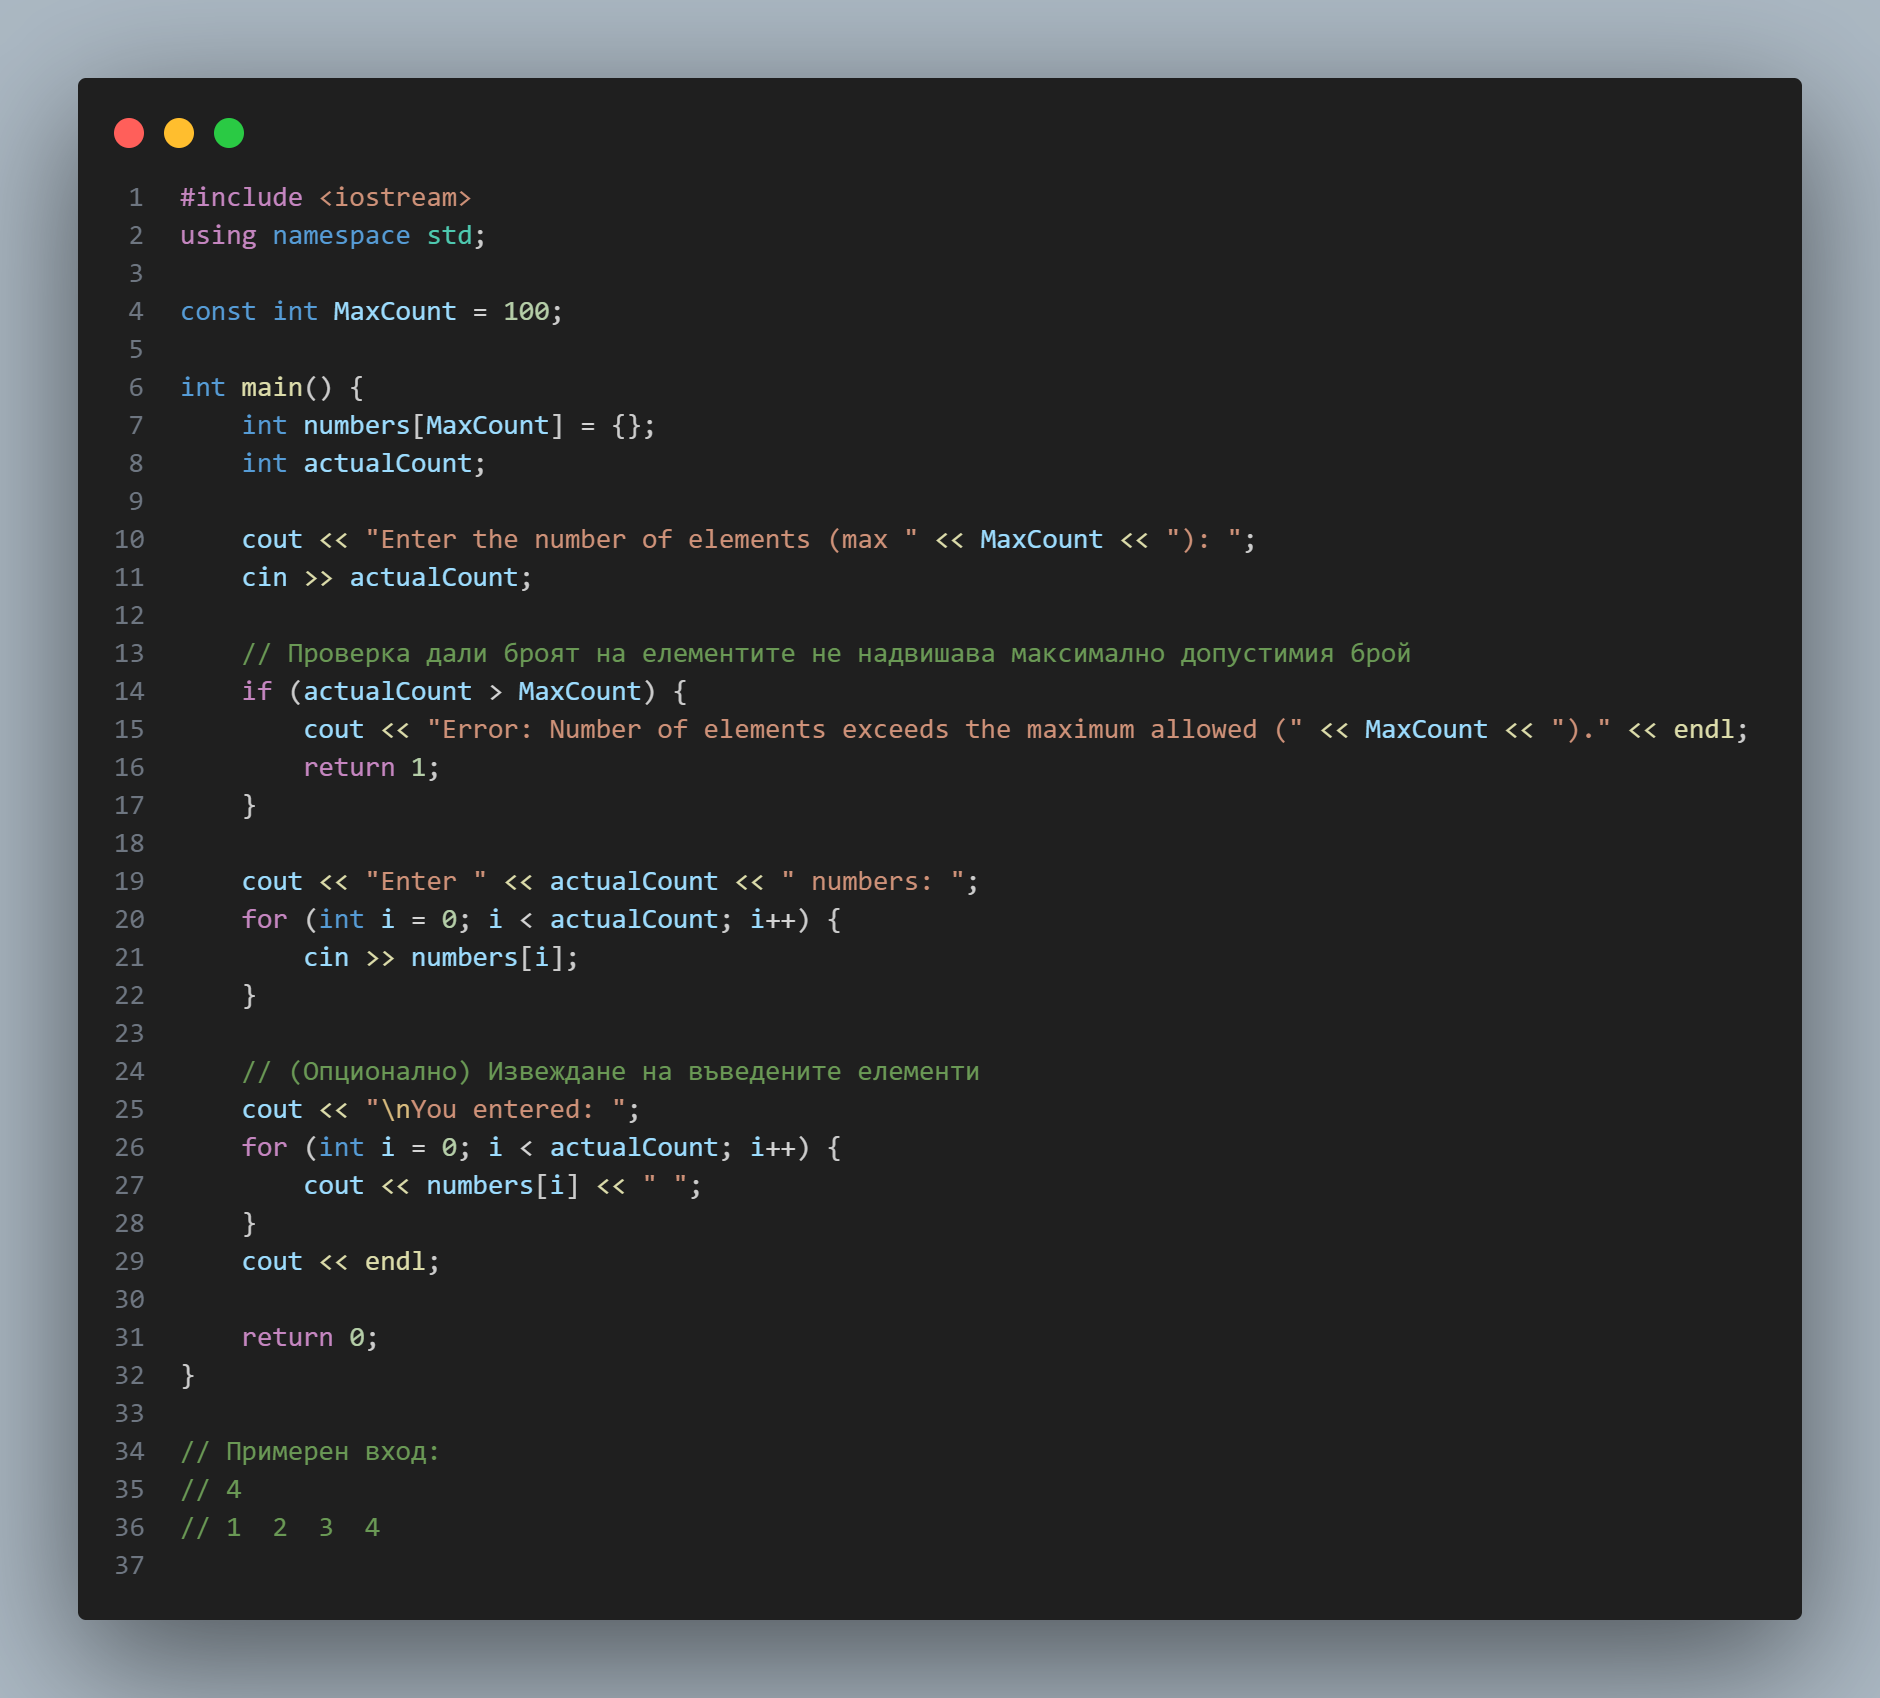 1 #include <iostream>
2 using namespace std;
3
4 const int MaxCount = 100;
5
6 int main() {
7     int numbers[MaxCount] = {};
8     int actualCount;
9
10     cout << "Enter the number of elements (max " << MaxCount << "): ";
11     cin >> actualCount;
12
13     // Проверка дали броят на елементите не надвишава максимално допустимия брой
14     if (actualCount > MaxCount) {
15         cout << "Error: Number of elements exceeds the maximum allowed (" << MaxCount << ")." << endl;
16         return 1;
17     }
18
19     cout << "Enter " << actualCount << " numbers: ";
20     for (int i = 0; i < actualCount; i++) {
21         cin >> numbers[i];
22     }
23
24     // (Опционално) Извеждане на въведените елементи
25     cout << "\nYou entered: ";
26     for (int i = 0; i < actualCount; i++) {
27         cout << numbers[i] << " ";
28     }
29     cout << endl;
30
31     return 0;
32 }
33
34 // Примерен вход:
35 // 4
36 // 1  2  3  4
37